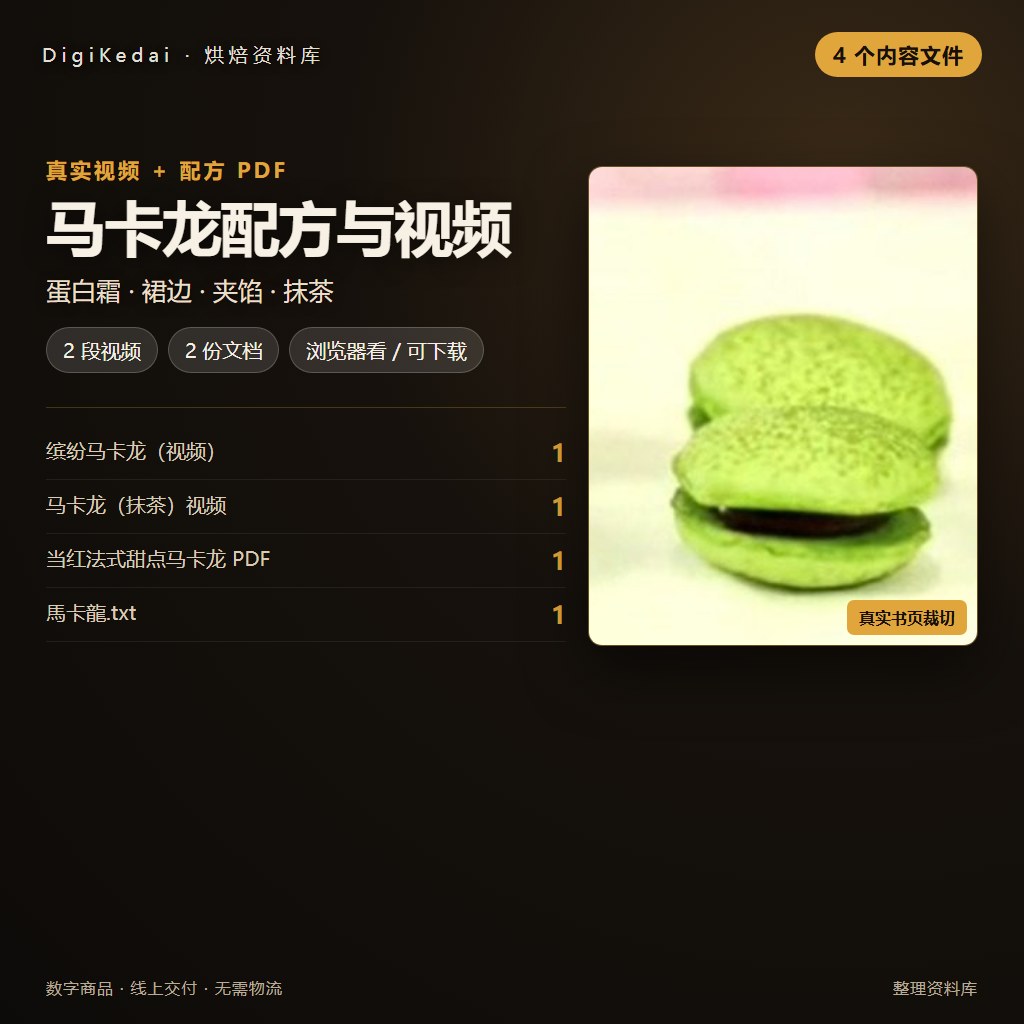 DigiKedai · 烘焙资料库
4 个内容文件
真实视频 + 配方 PDF
马卡龙配方与视频
蛋白霜 · 裙边 · 夹馅 · 抹茶
2 段视频
2 份文档
浏览器看 / 可下载
缤纷马卡龙（视频） 1
马卡龙（抹茶）视频 1
当红法式甜点马卡龙 PDF 1
馬卡龍.txt 1
真实书页裁切
数字商品 · 线上交付 · 无需物流
整理资料库